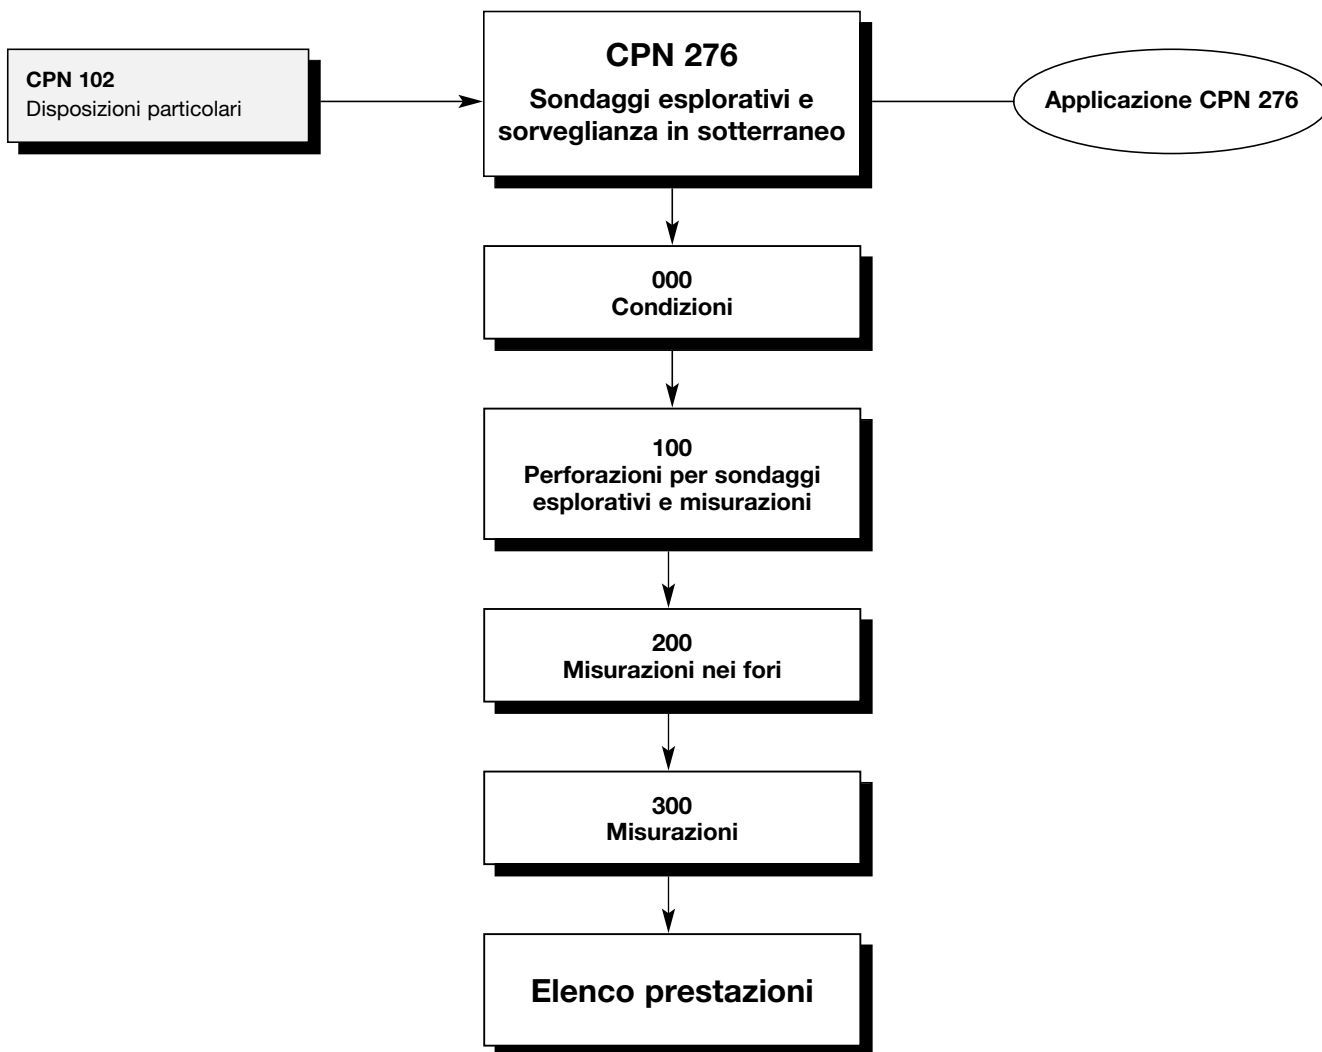 CPN 102
Disposizioni particolari
CPN 276
Sondaggi esplorativi e
sorveglianza in sotterraneo
Applicazione CPN 276
000
Condizioni
100
Perforazioni per sondaggi
esplorativi e misurazioni
200
Misurazioni nei fori
300
Misurazioni
Elenco prestazioni